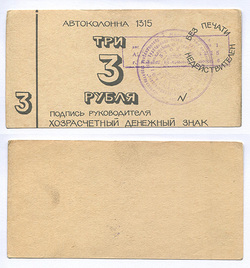 АВТОКОЛОННА 1315
БЕЗ ПЕЧАТИ
НЕДЕЙСТВИТЕЛЕН
ТРИ
3
РУБЛЯ
3
N
ПОДПИСЬ РУКОВОДИТЕЛЯ
ХОЗРАСЧЕТНЫЙ ДЕНЕЖНЫЙ ЗНАК